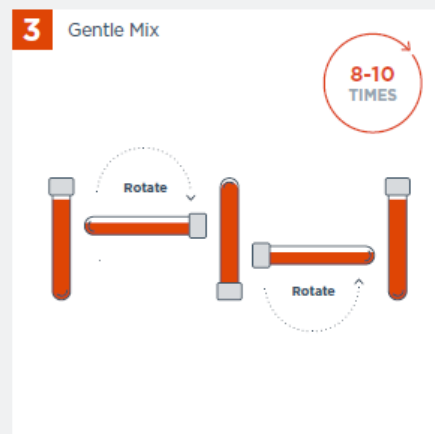 3 Gentle Mix
8-10
TIMES
Rotate
Rotate